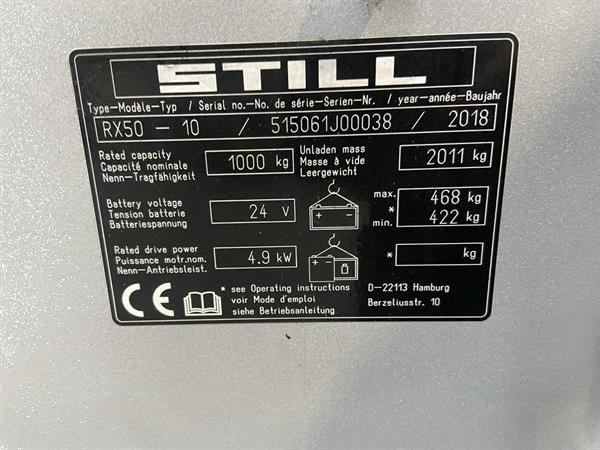 STILL
Type-Modèle-Typ / Serial no.-No. de série-Serien-Nr. / year-année-Baujahr
RX50 - 10 / 515061J00038 / 2018
Rated capacity
Capacité nominale
Nenn-Tragfähigkeit
1000 kg
Unladen mass
Masse à vide
Leergewicht
2011 kg
Battery voltage
Tension batterie
Batteriespannung
24 V
+ -
max. 468 kg
*
min. 422 kg
Rated drive power
Puissance motr.nom.
Nenn-Antriebsleist.
4.9 kW
+ -
* kg
CE
* see Operating instructions
voir Mode d'emploi
siehe Betriebsanleitung
D-22113 Hamburg
Berzeliusstr. 10